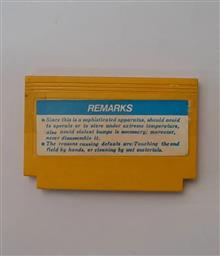 REMARKS
● Since this is a sophisticated apparatus, should avoid
to operate or to store under extreme temperature,
also avoid violent bumps is necessary; moreover,
never disassemble it.
● The reasons causing defects are: Touching the end
field by hands, or cleaning by wet materials.